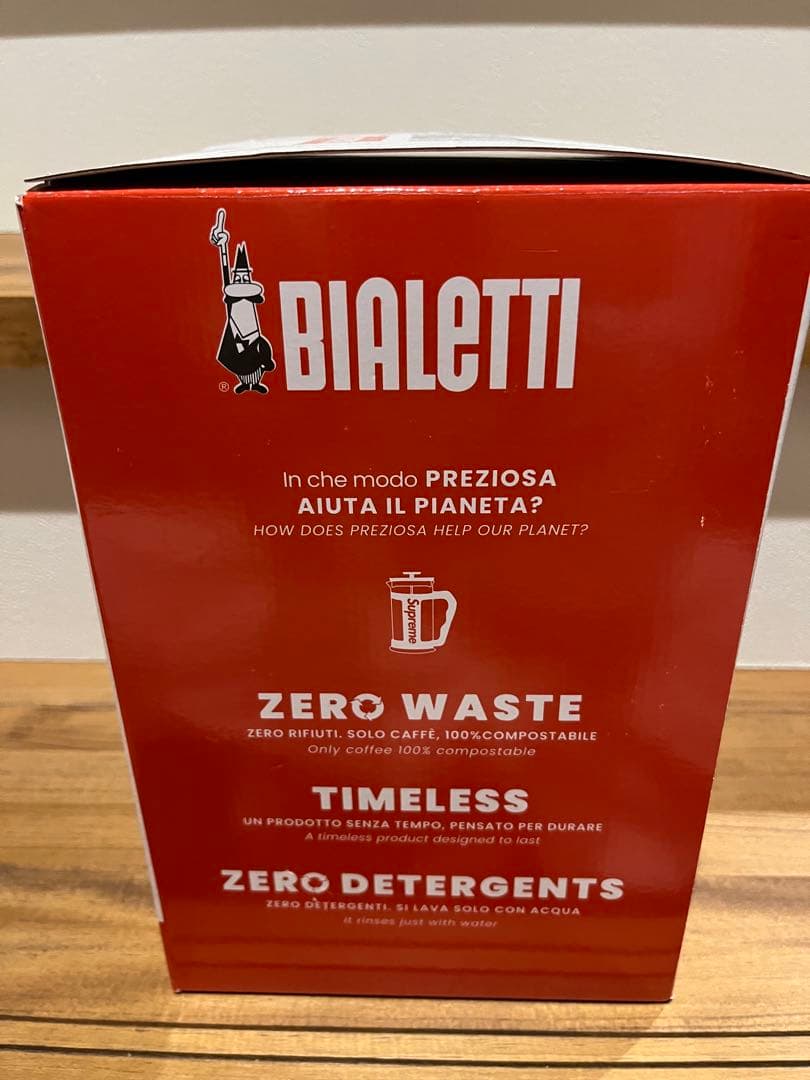 BIALETTI
®
In che modo PREZIOSA
AIUTA IL PIANETA?
HOW DOES PREZIOSA HELP OUR PLANET?
Supreme
ZERO WASTE
ZERO RIFIUTI. SOLO CAFFÈ, 100%COMPOSTABILE
Only coffee 100% compostable
TIMELESS
UN PRODOTTO SENZA TEMPO, PENSATO PER DURARE
A timeless product designed to last
ZERO DETERGENTS
ZERO DETERGENTI. SI LAVA SOLO CON ACQUA
It rinses just with water